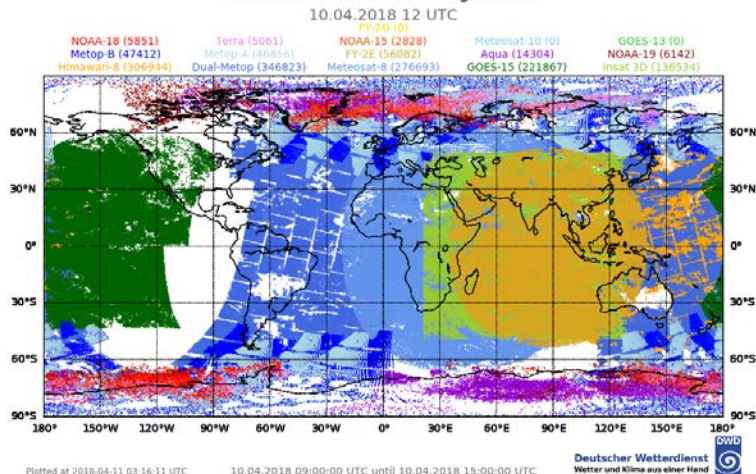 10.04.2018 12 UTC
FY-2G (0)
NOAA-18 (5851) Terra (5061) NOAA-15 (2828) Meteosat-10 (0) GOES-13 (0)
Metop-B (47412) Metop-A (46856) FY-2E (56082) Aqua (14304) NOAA-19 (6142)
Himawari-8 (306944) Dual-Metop (346823) Meteosat-8 (276693) GOES-15 (221867) Insat 3D (136534)
60°N 60°N
30°N 30°N
0° 0°
30°S 30°S
60°S 60°S
90°S 90°S
180° 150°W 120°W 90°W 60°W 30°W 0° 30°E 60°E 90°E 120°E 150°E 180°
DWD
Deutscher Wetterdienst
Wetter und Klima aus einer Hand
Plotted at 2018-04-11 03:16:11 UTC 10.04.2018 09:00:00 UTC until 10.04.2018 15:00:00 UTC